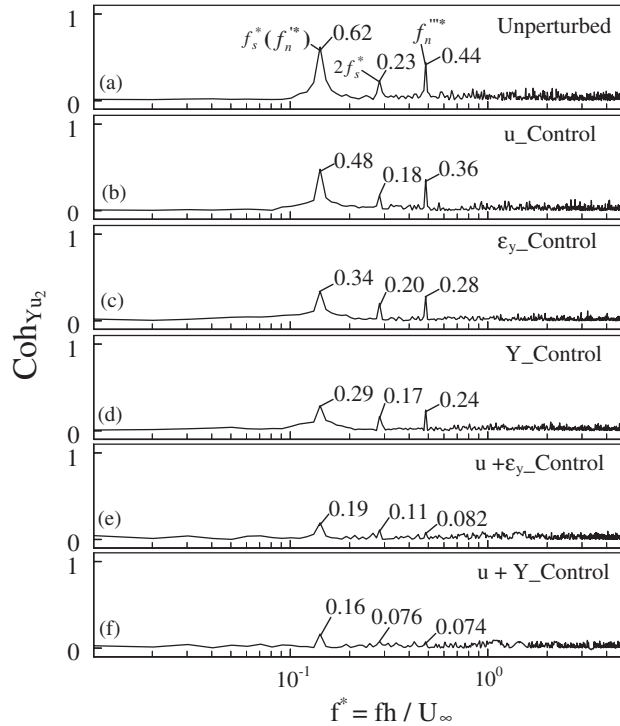 Coh_{Yu_2}
1
f_s^*(f_n^{'*}) 0.62 2f_s^* 0.23 f_n^{'''*} 0.44 Unperturbed
(a)
0
1
u_Control
0.48 0.18 0.36
(b)
0
1
ε_y_Control
0.34 0.20 0.28
(c)
0
1
Y_Control
0.29 0.17 0.24
(d)
0
1
u +ε_y_Control
0.19 0.11 0.082
(e)
0
1
u + Y_Control
0.16 0.076 0.074
(f)
0
10^{-1} 10^{0}
f^* = fh / U_∞